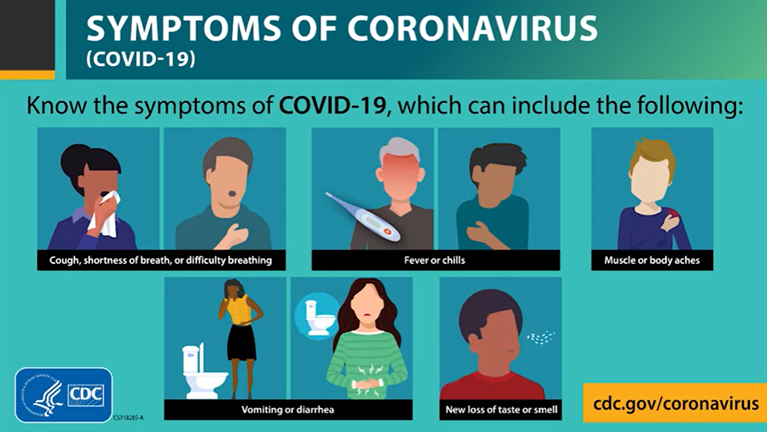 SYMPTOMS OF CORONAVIRUS
(COVID-19)
Know the symptoms of COVID-19, which can include the following:
Cough, shortness of breath, or difficulty breathing
Fever or chills
Muscle or body aches
Vomiting or diarrhea
New loss of taste or smell
CDC
CS318285-A
cdc.gov/coronavirus